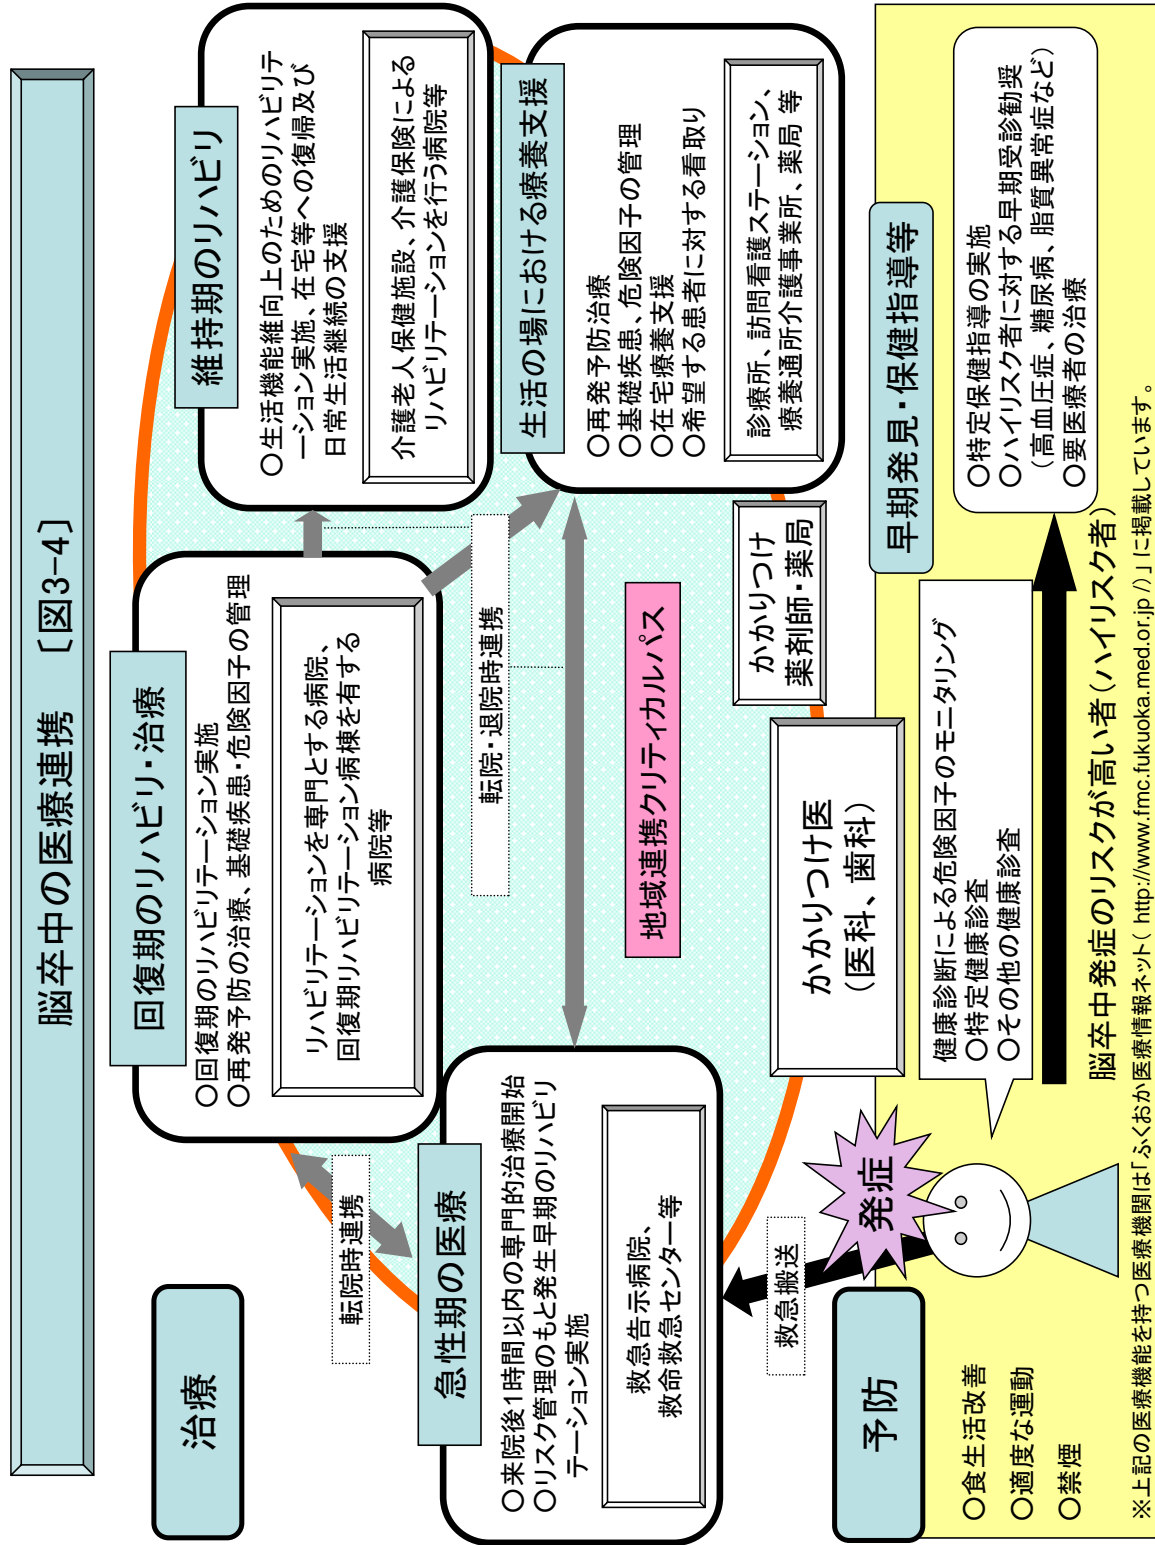 脳卒中の医療連携　［図3-4］
治療
回復期のリハビリ・治療
○回復期のリハビリテーション実施
○再発予防の治療、基礎疾患・危険因子の管理
リハビリテーションを専門とする病院、
回復期リハビリテーション病棟を有する
病院等
維持期のリハビリ
○生活機能維向上のためのリハビリテ
ーション実施、在宅等への復帰及び
日常生活継続の支援
介護老人保健施設、介護保険による
リハビリテーションを行う病院等
転院時連携
転院・退院時連携
急性期の医療
○来院後1時間以内の専門的治療開始
○リスク管理のもと発生早期のリハビリ
テーション実施
救急告示病院、
救命救急センター等
生活の場における療養支援
○再発予防治療
○基礎疾患、危険因子の管理
○在宅療養支援
○希望する患者に対する看取り
診療所、訪問看護ステーション、
療養通所介護事業所、薬局 等
地域連携クリティカルパス
かかりつけ
薬剤師・薬局
かかりつけ医
（医科、歯科）
救急搬送
発症
予防
○食生活改善
○適度な運動
○禁煙
健康診断による危険因子のモニタリング
○特定健康診査
○その他の健康診査
早期発見・保健指導等
○特定保健指導の実施
○ハイリスク者に対する早期受診勧奨
（高血圧症、糖尿病、脂質異常症など）
○要医療者の治療
脳卒中発症のリスクが高い者（ハイリスク者）
※上記の医療機能を持つ医療機関は「ふくおか医療情報ネット（ http://www.fmc.fukuoka.med.or.jp /）」に掲載しています。